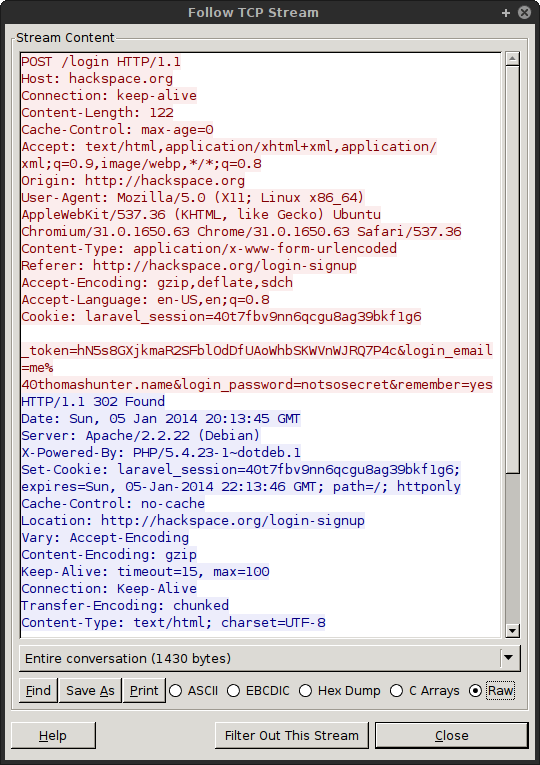 Follow TCP Stream
Stream Content
POST /login HTTP/1.1
Host: hackspace.org
Connection: keep-alive
Content-Length: 122
Cache-Control: max-age=0
Accept: text/html,application/xhtml+xml,application/
xml;q=0.9,image/webp,*/*;q=0.8
Origin: http://hackspace.org
User-Agent: Mozilla/5.0 (X11; Linux x86_64)
AppleWebKit/537.36 (KHTML, like Gecko) Ubuntu
Chromium/31.0.1650.63 Chrome/31.0.1650.63 Safari/537.36
Content-Type: application/x-www-form-urlencoded
Referer: http://hackspace.org/login-signup
Accept-Encoding: gzip,deflate,sdch
Accept-Language: en-US,en;q=0.8
Cookie: laravel_session=40t7fbv9nn6qcgu8ag39bkf1g6
_token=hN5s8GXjkmaR2SFblOdDfUAoWhbSKWVnWJRQ7P4c&login_email
=me%
40thomashunter.name&login_password=notsosecret&remember=yes
HTTP/1.1 302 Found
Date: Sun, 05 Jan 2014 20:13:45 GMT
Server: Apache/2.2.22 (Debian)
X-Powered-By: PHP/5.4.23-1~dotdeb.1
Set-Cookie: laravel_session=40t7fbv9nn6qcgu8ag39bkf1g6;
expires=Sun, 05-Jan-2014 22:13:46 GMT; path=/; httponly
Cache-Control: no-cache
Location: http://hackspace.org/login-signup
Vary: Accept-Encoding
Content-Encoding: gzip
Keep-Alive: timeout=15, max=100
Connection: Keep-Alive
Transfer-Encoding: chunked
Content-Type: text/html; charset=UTF-8
Entire conversation (1430 bytes)
Find Save As Print ASCII EBCDIC Hex Dump C Arrays Raw
Help Filter Out This Stream Close